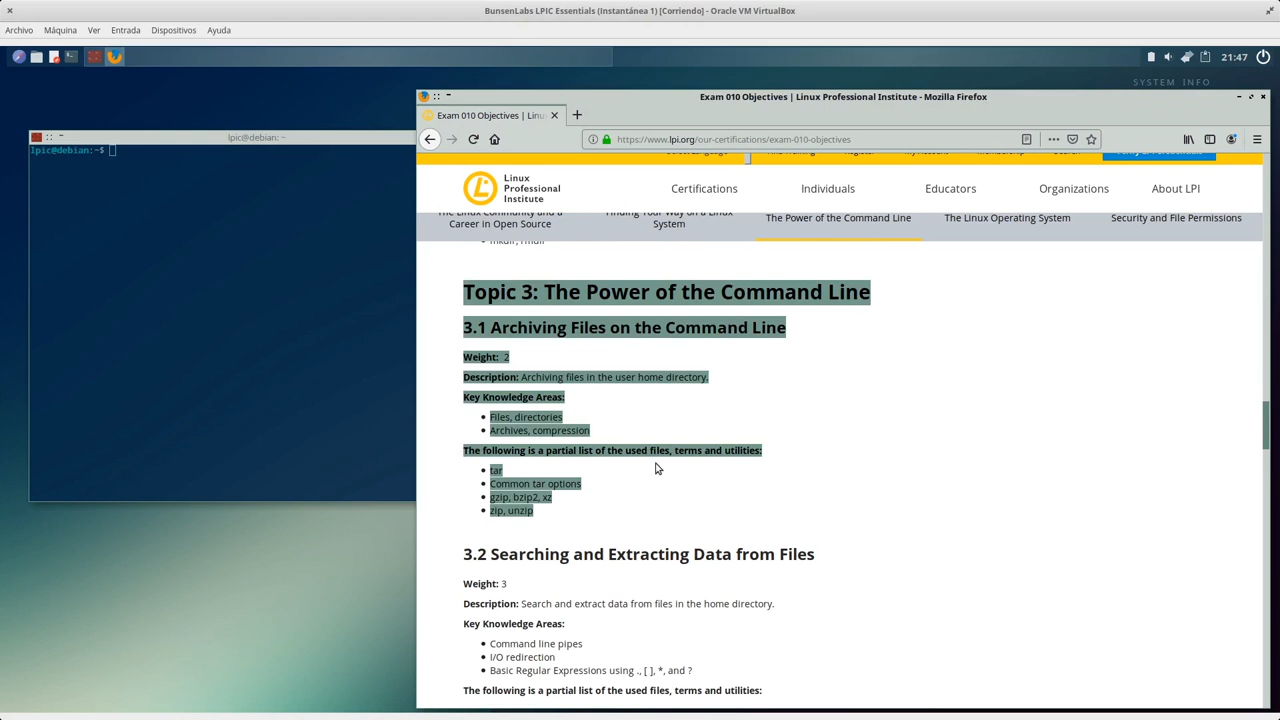 BunsenLabs LPIC Essentials (Instantánea 1) [Corriendo] - Oracle VM VirtualBox
Archivo Máquina Ver Entrada Dispositivos Ayuda
21:47
SYSTEM INFO
Exam 010 Objectives | Linux Professional Institute - Mozilla Firefox
Exam 010 Objectives | Linu
lpic@debian: ~
https://www.lpi.org/our-certifications/exam-010-objectives
lpic@debian:~$
Linux
Professional
Institute
Certifications Individuals Educators Organizations About LPI
The Linux Community and a
Career in Open Source
Finding Your Way on a Linux
System
The Power of the Command Line
The Linux Operating System
Security and File Permissions
mkdir, rmdir
Topic 3: The Power of the Command Line
3.1 Archiving Files on the Command Line
Weight: 2
Description: Archiving files in the user home directory.
Key Knowledge Areas:
• Files, directories
• Archives, compression
The following is a partial list of the used files, terms and utilities:
• tar
• Common tar options
• gzip, bzip2, xz
• zip, unzip
3.2 Searching and Extracting Data from Files
Weight: 3
Description: Search and extract data from files in the home directory.
Key Knowledge Areas:
• Command line pipes
• I/O redirection
• Basic Regular Expressions using ., [ ], *, and ?
The following is a partial list of the used files, terms and utilities: